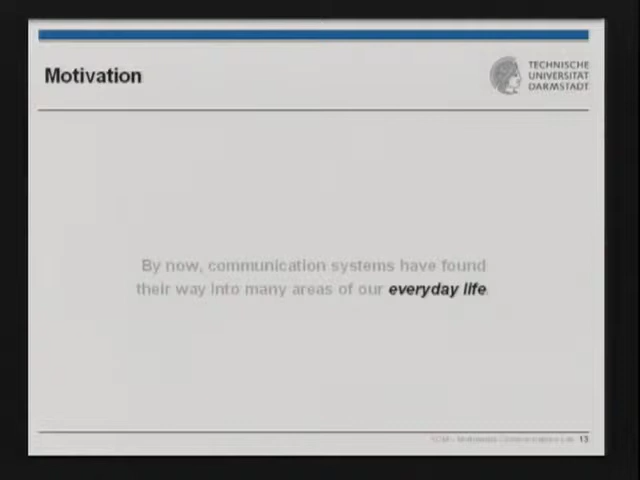 Motivation
TECHNISCHE
UNIVERSITÄT
DARMSTADT
By now, communication systems have found
their way into many areas of our everyday life.
13